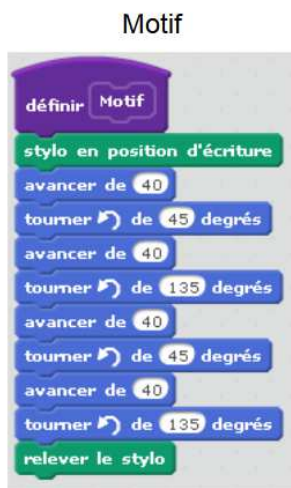 Motif
définir Motif
stylo en position d'écriture
avancer de 40
tourner de 45 degrés
avancer de 40
tourner de 135 degrés
avancer de 40
tourner de 45 degrés
avancer de 40
tourner de 135 degrés
relever le stylo